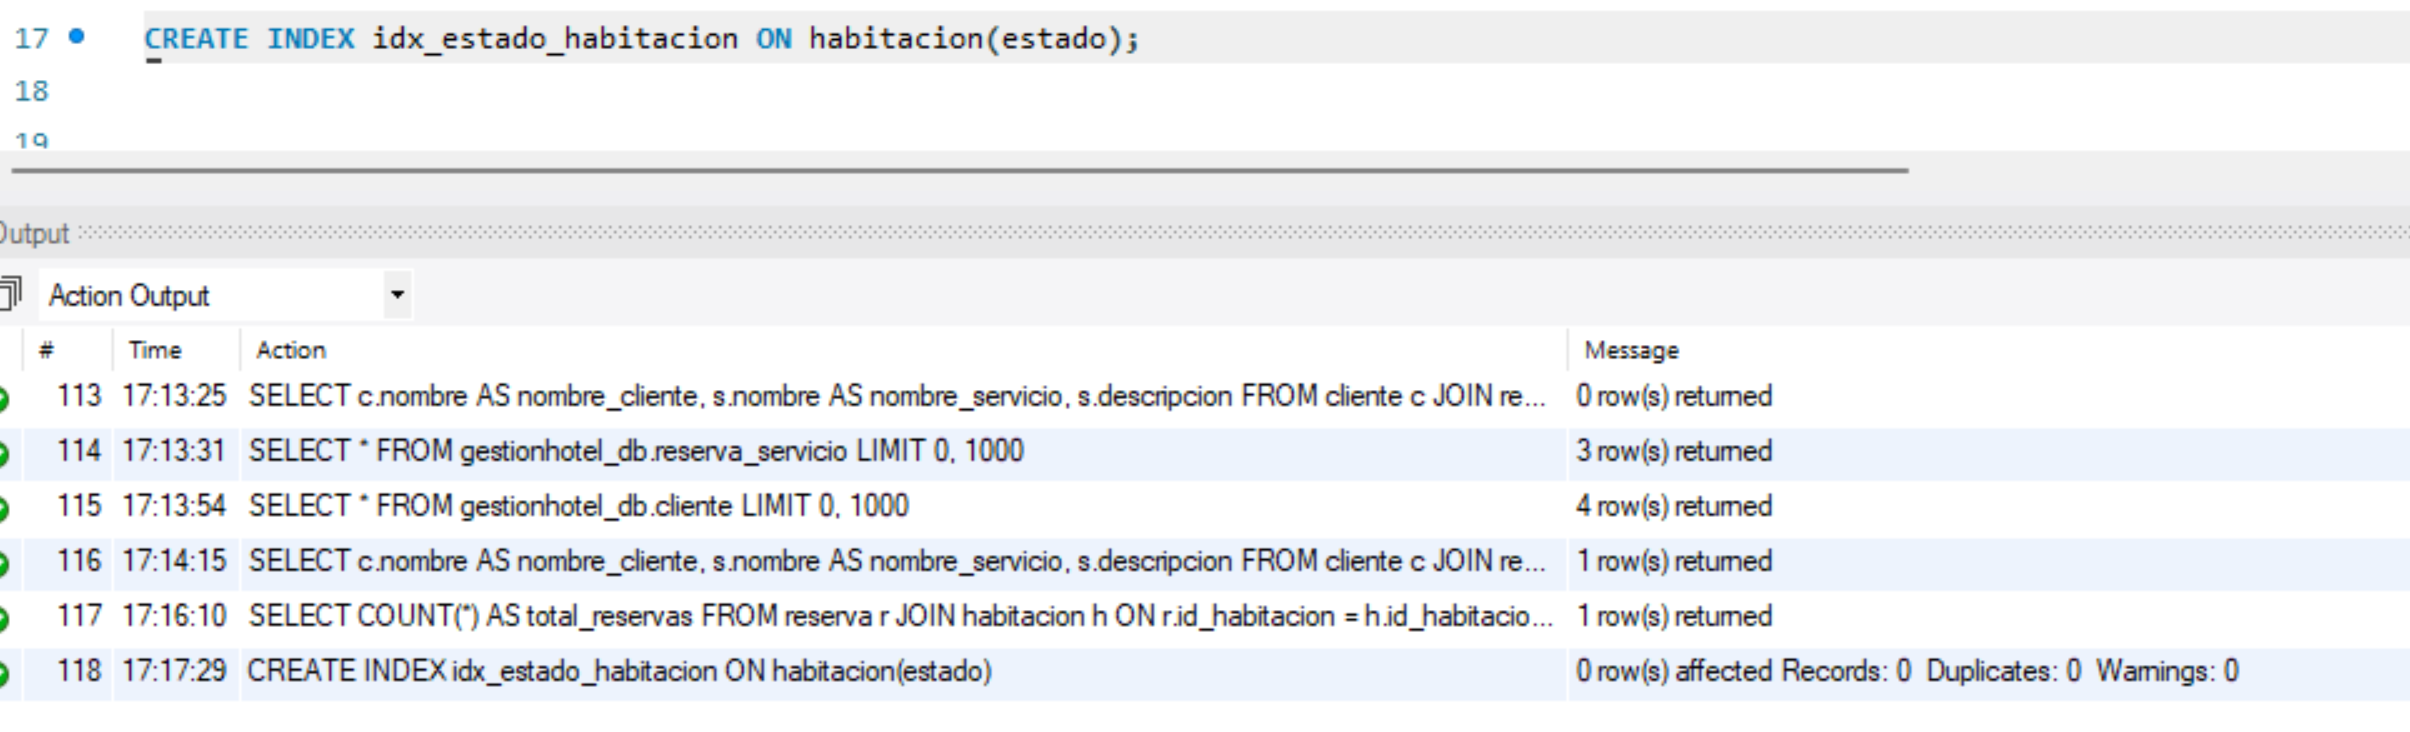 17 CREATE INDEX idx_estado_habitacion ON habitacion(estado);
18
19
Output
Action Output
# Time Action Message
113 17:13:25 SELECT c.nombre AS nombre_cliente, s.nombre AS nombre_servicio, s.descripcion FROM cliente c JOIN re... 0 row(s) returned
114 17:13:31 SELECT * FROM gestionhotel_db.reserva_servicio LIMIT 0, 1000 3 row(s) returned
115 17:13:54 SELECT * FROM gestionhotel_db.cliente LIMIT 0, 1000 4 row(s) returned
116 17:14:15 SELECT c.nombre AS nombre_cliente, s.nombre AS nombre_servicio, s.descripcion FROM cliente c JOIN re... 1 row(s) returned
117 17:16:10 SELECT COUNT(*) AS total_reservas FROM reserva r JOIN habitacion h ON r.id_habitacion = h.id_habitacio... 1 row(s) returned
118 17:17:29 CREATE INDEX idx_estado_habitacion ON habitacion(estado) 0 row(s) affected Records: 0 Duplicates: 0 Warnings: 0